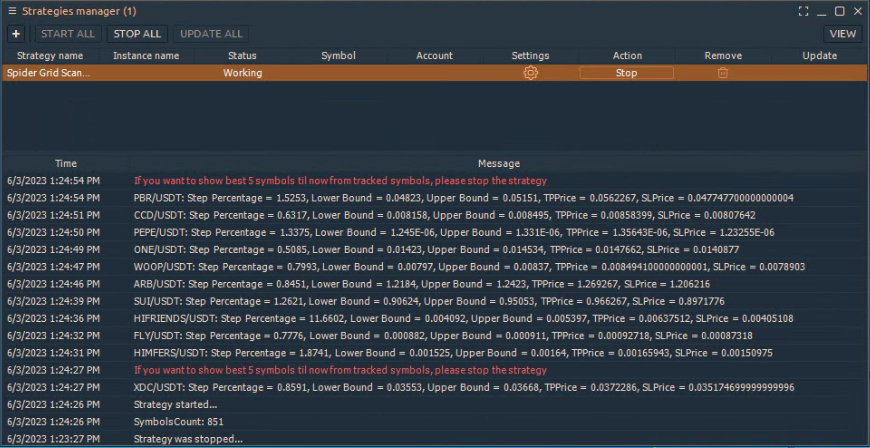 Strategies manager (1)
+ START ALL STOP ALL UPDATE ALL VIEW
Strategy name Instance name Status Symbol Account Settings Action Remove Update
Spider Grid Scan... Working Stop
Time Message
6/3/2023 1:24:54 PM If you want to show best 5 symbols til now from tracked symbols, please stop the strategy
6/3/2023 1:24:54 PM PBR/USDT: Step Percentage = 1.5253, Lower Bound = 0.04823, Upper Bound = 0.05151, TPPrice = 0.0562267, SLPrice = 0.047747700000000004
6/3/2023 1:24:51 PM CCD/USDT: Step Percentage = 0.6317, Lower Bound = 0.008158, Upper Bound = 0.008495, TPPrice = 0.00858399, SLPrice = 0.00807642
6/3/2023 1:24:50 PM PEPE/USDT: Step Percentage = 1.3375, Lower Bound = 1.245E-06, Upper Bound = 1.331E-06, TPPrice = 1.35643E-06, SLPrice = 1.23255E-06
6/3/2023 1:24:49 PM ONE/USDT: Step Percentage = 0.5085, Lower Bound = 0.01423, Upper Bound = 0.014534, TPPrice = 0.0147662, SLPrice = 0.0140877
6/3/2023 1:24:47 PM WOOP/USDT: Step Percentage = 0.7993, Lower Bound = 0.00797, Upper Bound = 0.00837, TPPrice = 0.008494100000000001, SLPrice = 0.0078903
6/3/2023 1:24:46 PM ARB/USDT: Step Percentage = 0.8451, Lower Bound = 1.2184, Upper Bound = 1.2423, TPPrice = 1.269267, SLPrice = 1.206216
6/3/2023 1:24:39 PM SUI/USDT: Step Percentage = 1.2621, Lower Bound = 0.90624, Upper Bound = 0.95053, TPPrice = 0.966267, SLPrice = 0.8971776
6/3/2023 1:24:36 PM HIFRIENDS/USDT: Step Percentage = 11.6602, Lower Bound = 0.004092, Upper Bound = 0.005397, TPPrice = 0.00637512, SLPrice = 0.00405108
6/3/2023 1:24:32 PM FLY/USDT: Step Percentage = 0.7776, Lower Bound = 0.000882, Upper Bound = 0.000911, TPPrice = 0.00092718, SLPrice = 0.00087318
6/3/2023 1:24:31 PM HIMFERS/USDT: Step Percentage = 1.8741, Lower Bound = 0.001525, Upper Bound = 0.00164, TPPrice = 0.00165943, SLPrice = 0.00150975
6/3/2023 1:24:27 PM If you want to show best 5 symbols til now from tracked symbols, please stop the strategy
6/3/2023 1:24:27 PM XDC/USDT: Step Percentage = 0.8591, Lower Bound = 0.03553, Upper Bound = 0.03668, TPPrice = 0.0372286, SLPrice = 0.035174699999999996
6/3/2023 1:24:26 PM Strategy started...
6/3/2023 1:24:26 PM SymbolsCount: 851
6/3/2023 1:23:27 PM Strategy was stopped...